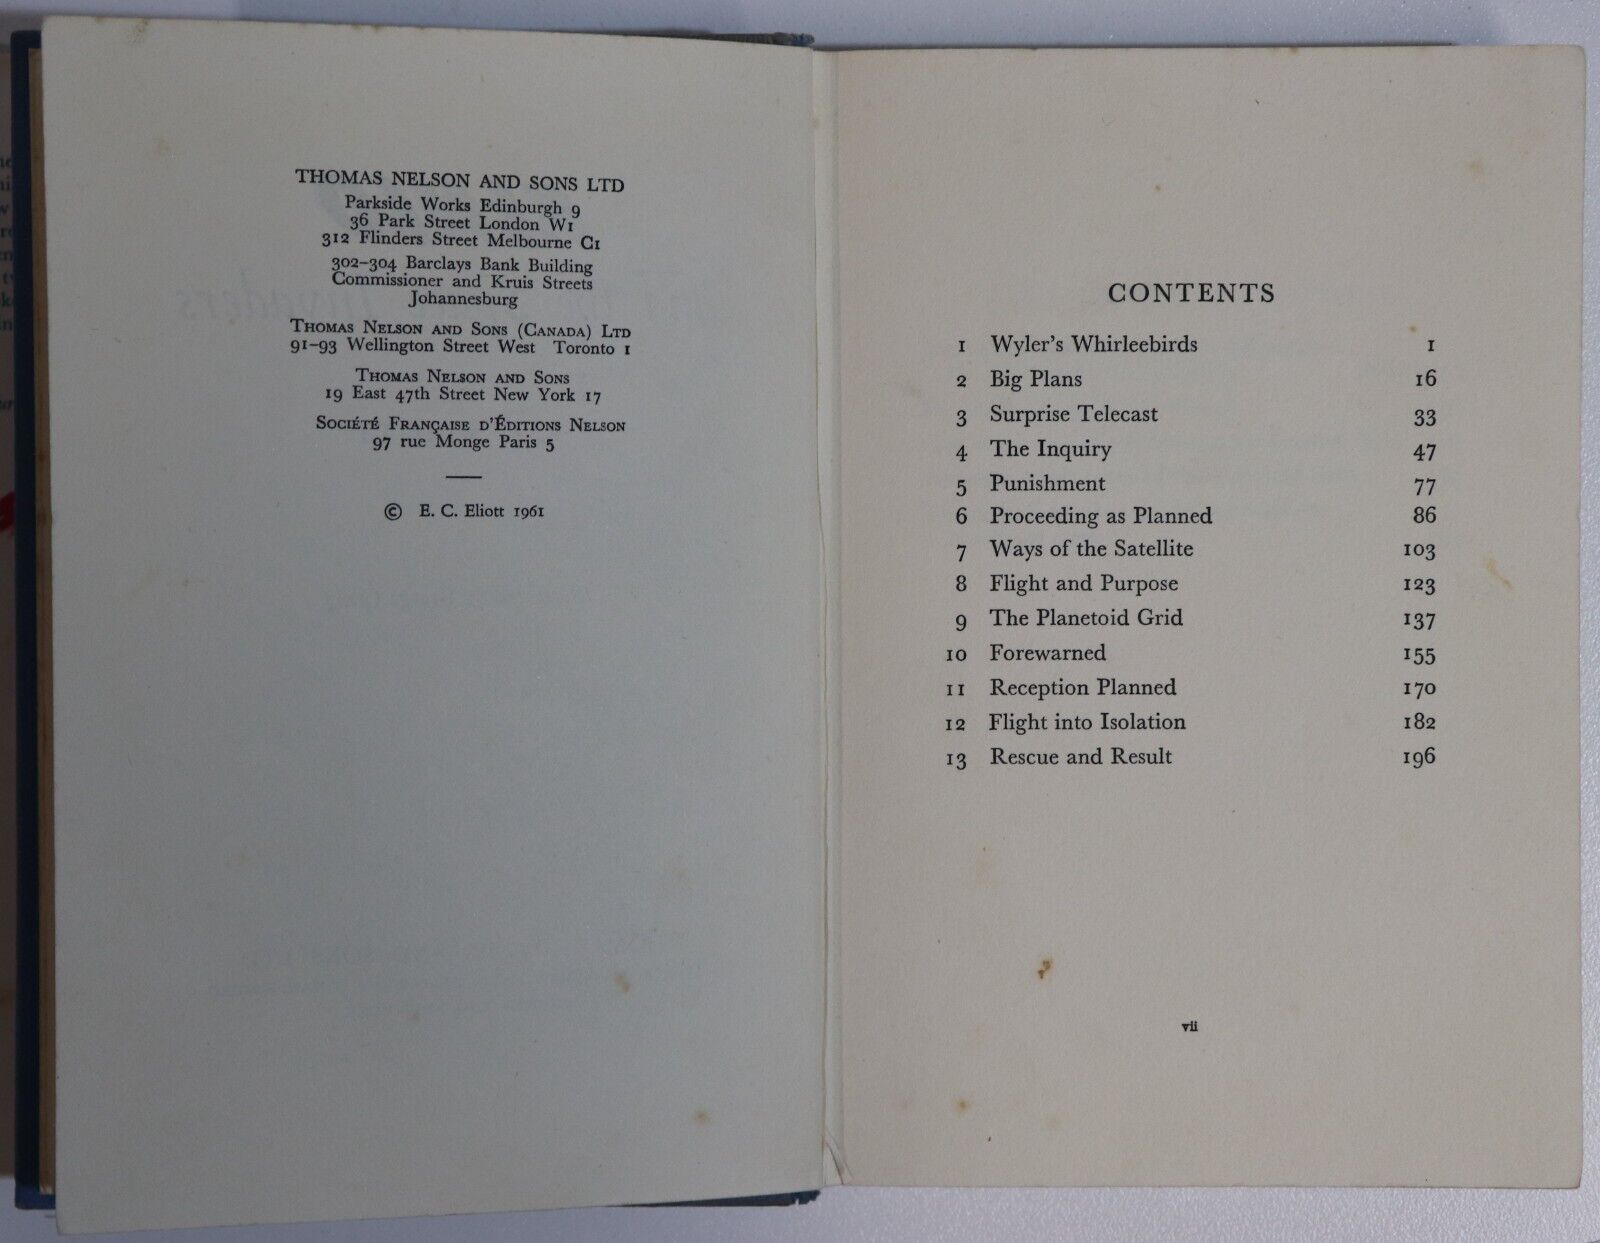 THOMAS NELSON AND SONS LTD
Parkside Works Edinburgh 9
36 Park Street London W1
312 Flinders Street Melbourne C1
302–304 Barclays Bank Building
Commissioner and Kruis Streets
Johannesburg
THOMAS NELSON AND SONS (CANADA) LTD
91–93 Wellington Street West Toronto 1
THOMAS NELSON AND SONS
19 East 47th Street New York 17
SOCIÉTÉ FRANÇAISE D'ÉDITIONS NELSON
97 rue Monge Paris 5
© E. C. Eliott 1961
CONTENTS
1 Wyler's Whirleebirds 1
2 Big Plans 16
3 Surprise Telecast 33
4 The Inquiry 47
5 Punishment 77
6 Proceeding as Planned 86
7 Ways of the Satellite 103
8 Flight and Purpose 123
9 The Planetoid Grid 137
10 Forewarned 155
11 Reception Planned 170
12 Flight into Isolation 182
13 Rescue and Result 196
vii